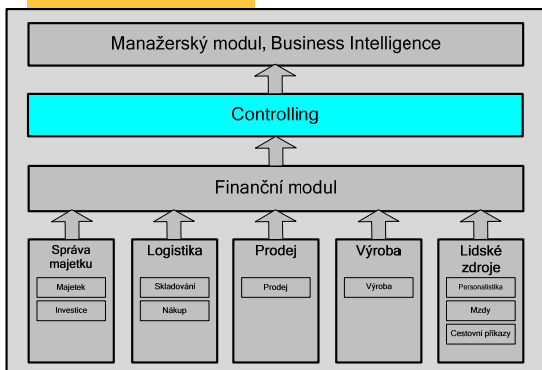 Manažerský modul, Business Intelligence
Controlling
Finanční modul
Správa
majetku
Majetek
Investice
Logistika
Skladování
Nákup
Prodej
Prodej
Výroba
Výroba
Lidské
zdroje
Personalistika
Mzdy
Cestovní příkazy